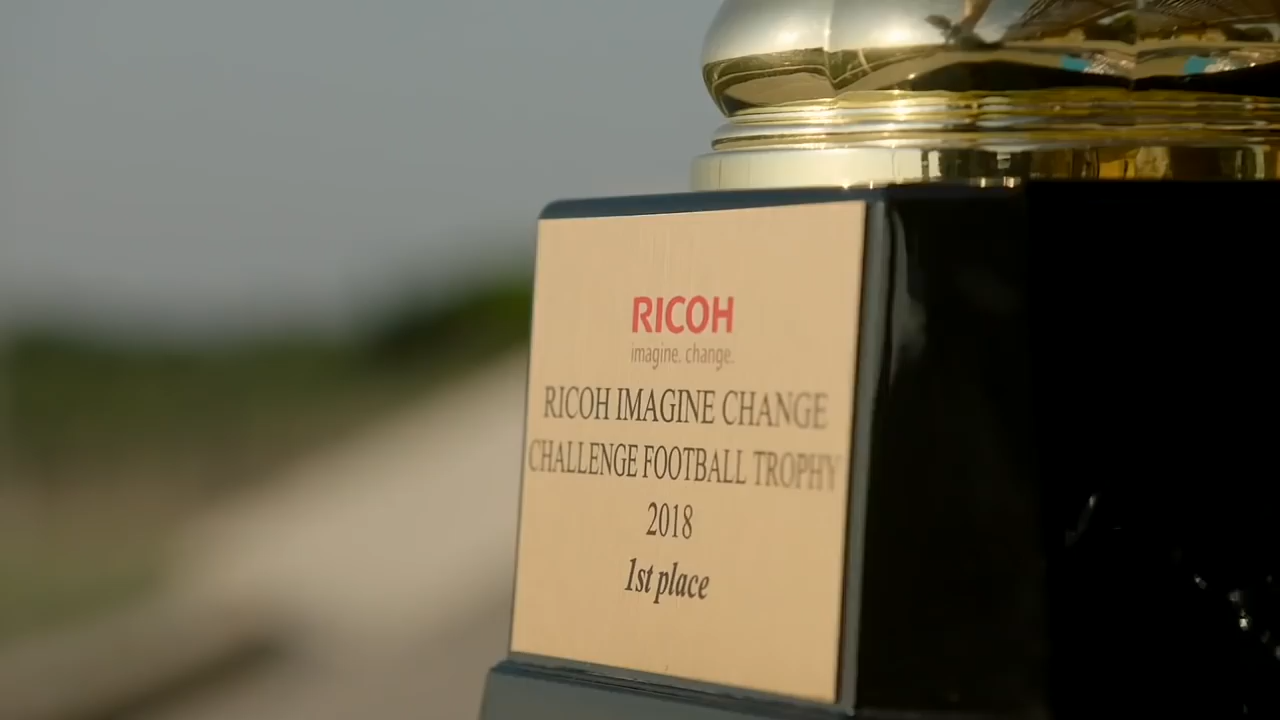 RICOH
imagine. change.
RICOH IMAGINE CHANGE
CHALLENGE FOOTBALL TROPHY
2018
1st place